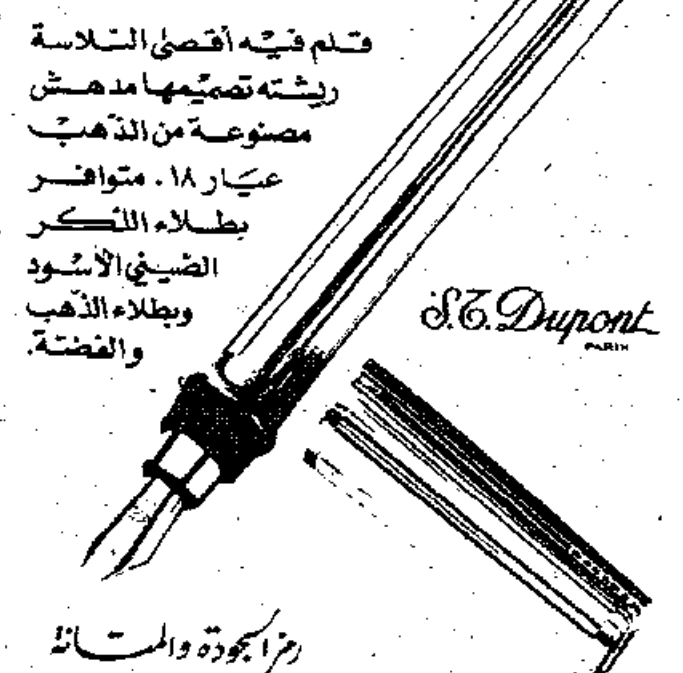 قلم فيه أقصى السلاسة
ريشته تصميمها مدهش
مصنوعة من الذهب
عيار ١٨. متوافر
بطلاء اللكر
الصيني الأسود
وبطلاء الذهب
والفضة.
S.T. Dupont
PARIS
رمز الجودة والمتانة